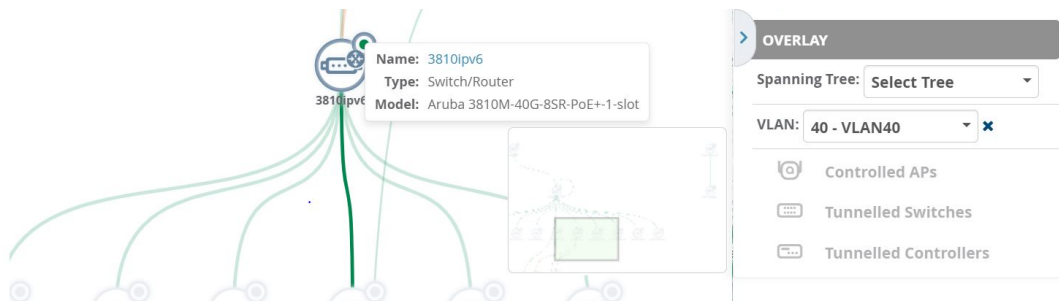 3810ipv6
Name: 3810ipv6
Type: Switch/Router
Model: Aruba 3810M-40G-8SR-PoE+-1-slot
OVERLAY
Spanning Tree: Select Tree
VLAN: 40 - VLAN40
Controlled APs
Tunnelled Switches
Tunnelled Controllers